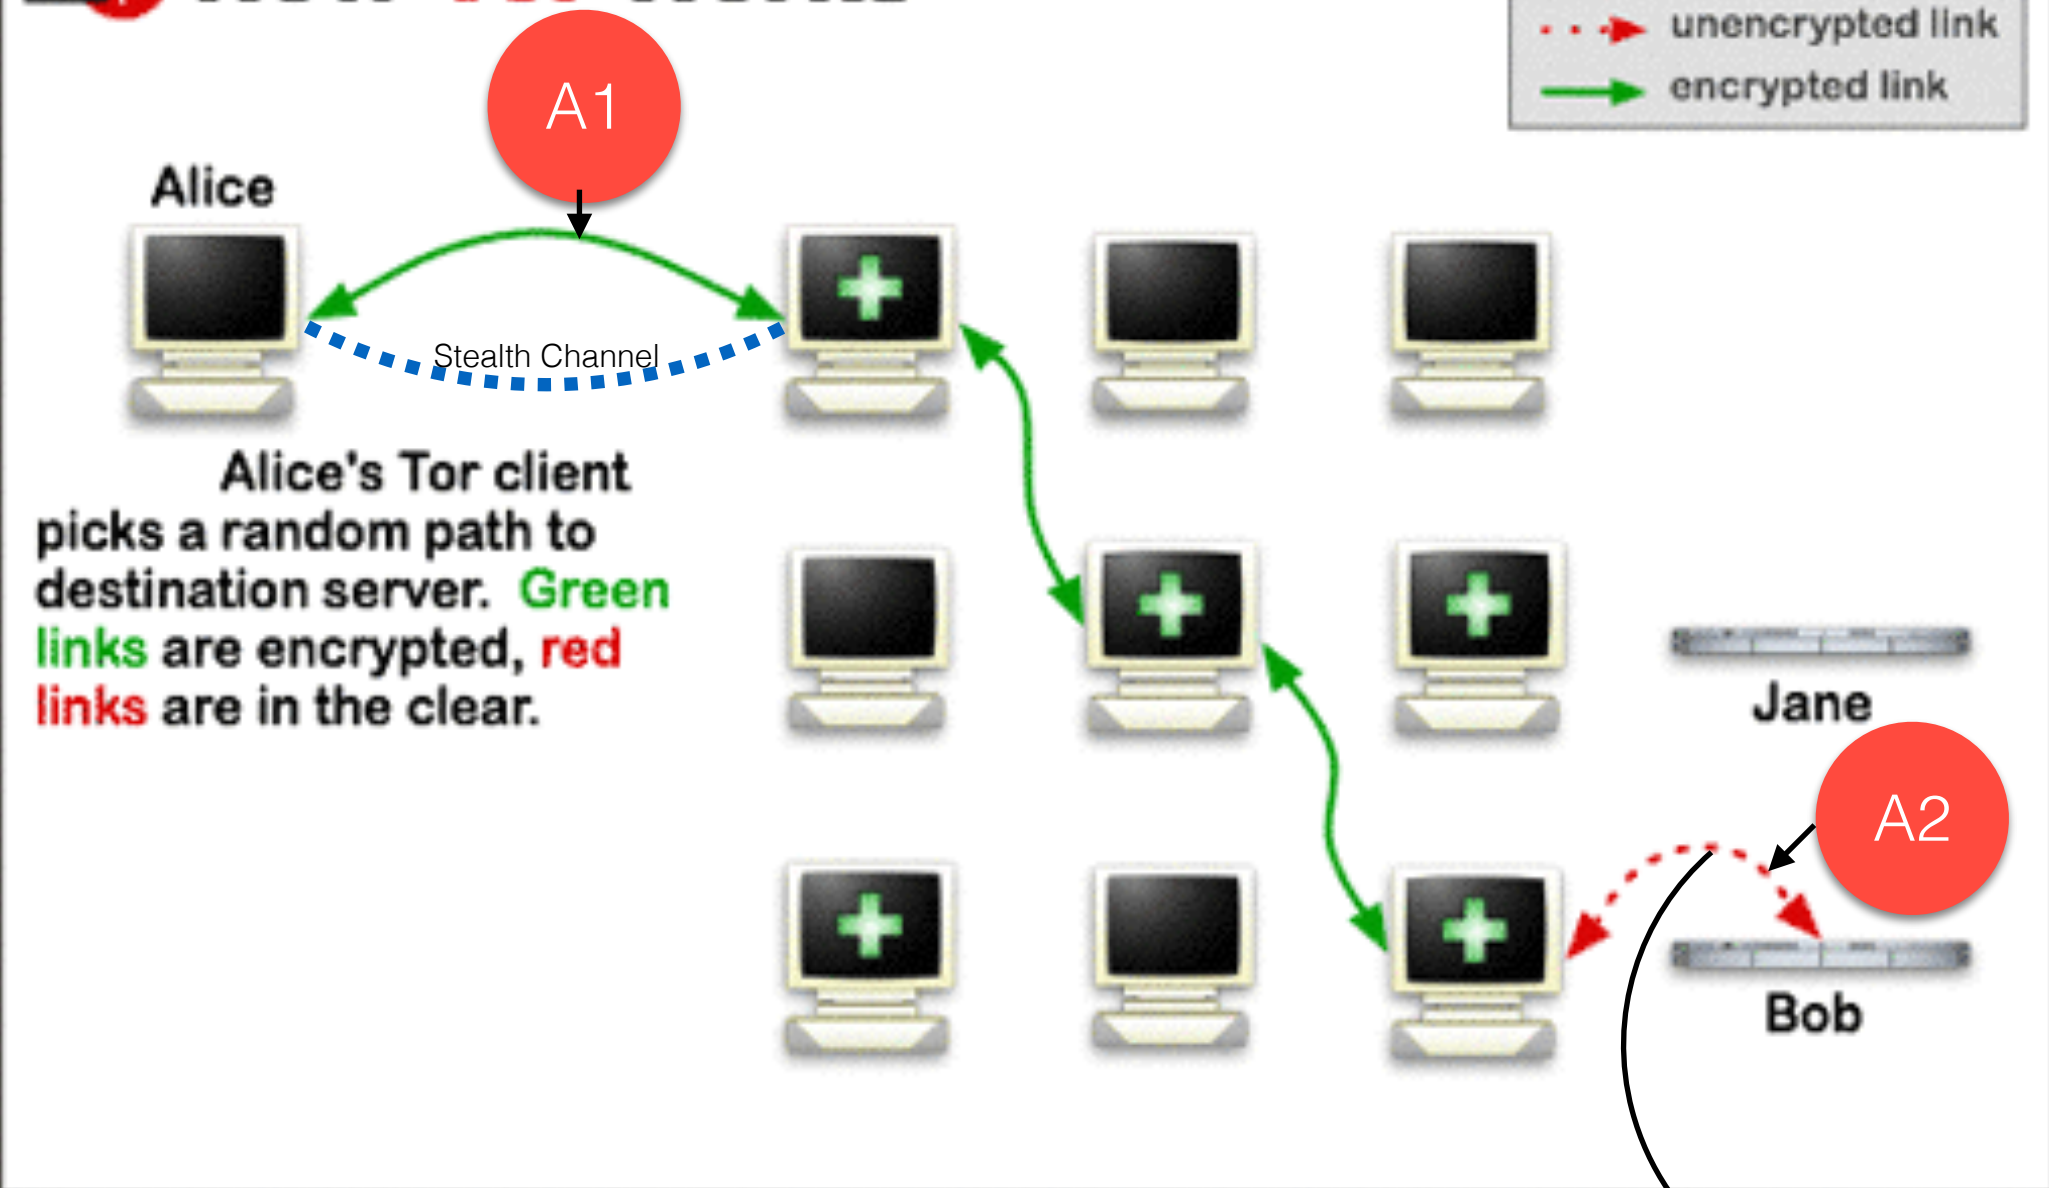 unencrypted link
encrypted link
A1
Alice
Stealth Channel
Alice's Tor client
picks a random path to
destination server. Green
links are encrypted, red
links are in the clear.
Jane
A2
Bob